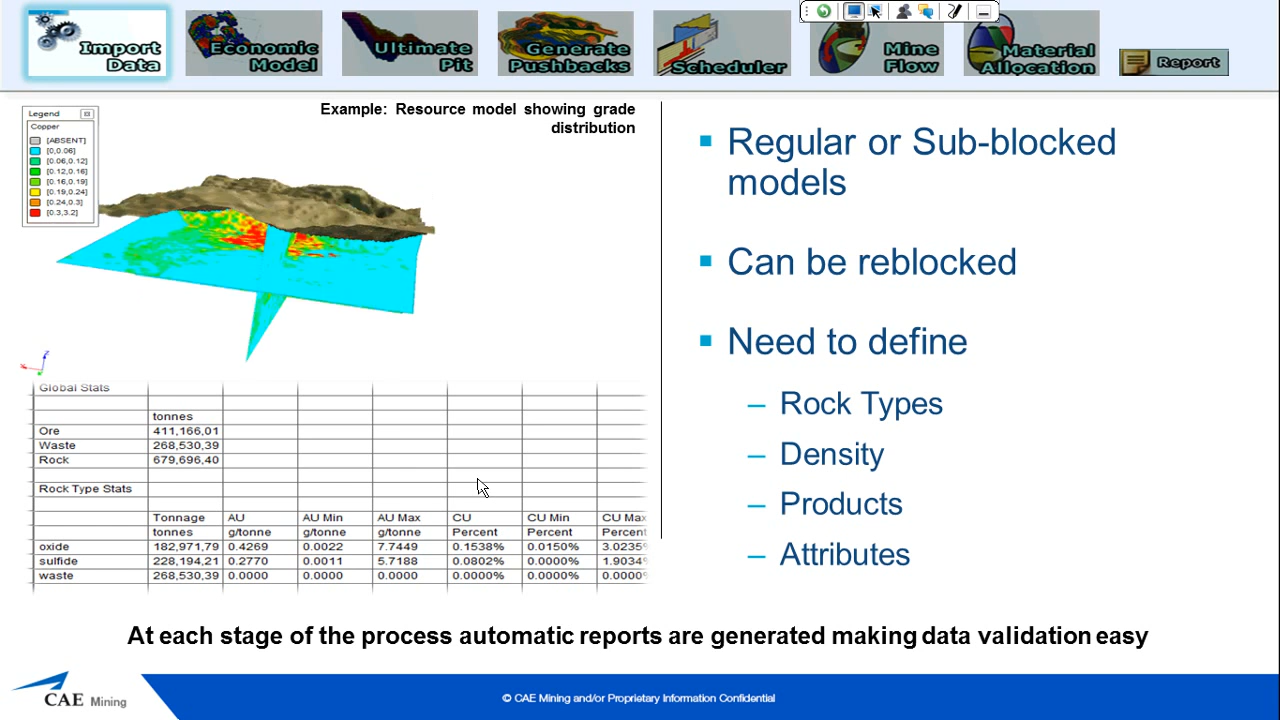 Import
Data
Economic
Model
Ultimate
Pit
Generate
Pushbacks
Scheduler
Mine
Flow
Material
Allocation
Report
Example: Resource model showing grade
distribution
Legend
Copper
[ABSENT]
[0,0.06]
[0.06,0.12]
[0.12,0.16]
[0.16,0.19]
[0.19,0.24]
[0.24,0.3]
[0.3,3.2]
Regular or Sub-blocked
models
Can be reblocked
Need to define
– Rock Types
– Density
– Products
– Attributes
Global Stats
tonnes
Ore 411,166,01
Waste 268,530,39
Rock 679,696,40
Rock Type Stats
Tonnage AU AU Min AU Max CU CU Min CU Max
tonnes g/tonne g/tonne g/tonne Percent Percent Percent
oxide 182,971,79 0.4269 0.0022 7.7449 0.1538% 0.0150% 3.0235%
sulfide 228,194,21 0.2770 0.0011 5.7188 0.0802% 0.0000% 1.9034%
waste 268,530,39 0.0000 0.0000 0.0000 0.0000% 0.0000% 0.0000%
At each stage of the process automatic reports are generated making data validation easy
CAE Mining
© CAE Mining and/or Proprietary Information Confidential